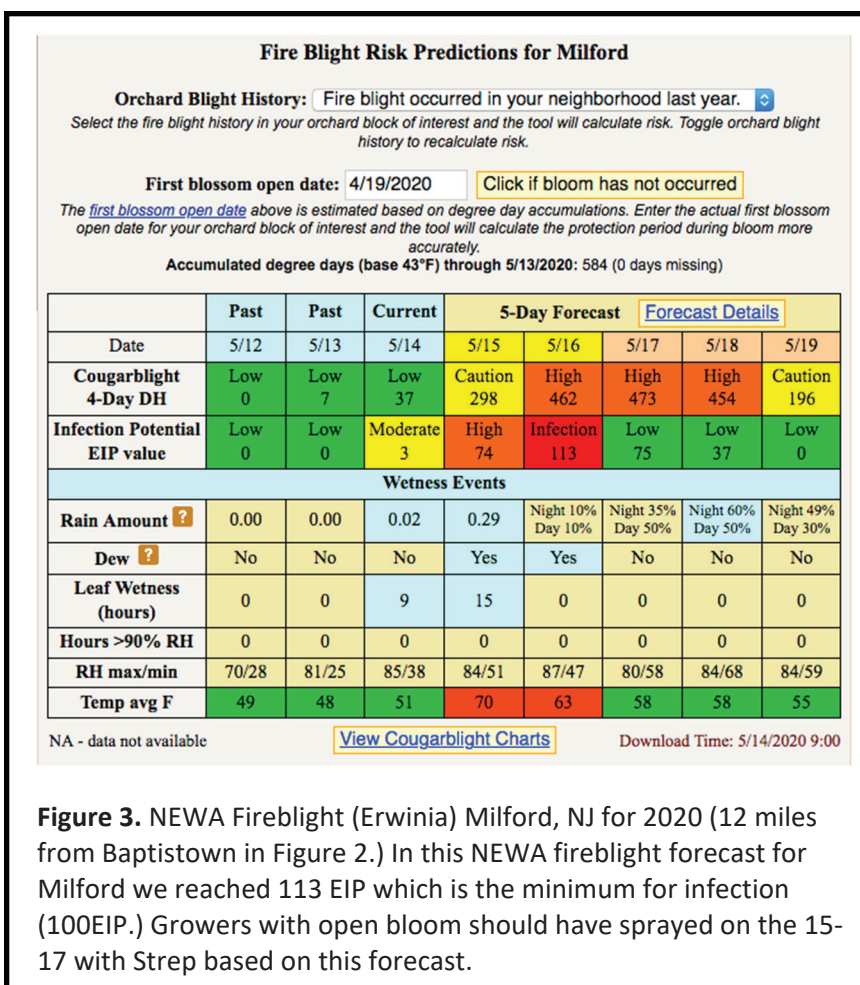 Fire Blight Risk Predictions for Milford
Orchard Blight History: Fire blight occurred in your neighborhood last year.
Select the fire blight history in your orchard block of interest and the tool will calculate risk. Toggle orchard blight
history to recalculate risk.
First blossom open date: 4/19/2020 Click if bloom has not occurred
The first blossom open date above is estimated based on degree day accumulations. Enter the actual first blossom
open date for your orchard block of interest and the tool will calculate the protection period during bloom more
accurately.
Accumulated degree days (base 43°F) through 5/13/2020: 584 (0 days missing)
Past Past Current 5-Day Forecast Forecast Details
Date 5/12 5/13 5/14 5/15 5/16 5/17 5/18 5/19
Cougarblight Low Low Low Caution High High High Caution
4-Day DH 0 7 37 298 462 473 454 196
Infection Potential Low Low Moderate High Infection Low Low Low
EIP value 0 0 3 74 113 75 37 0
Wetness Events
Rain Amount ? 0.00 0.00 0.02 0.29 Night 10% Night 35% Night 60% Night 49%
Day 10% Day 50% Day 50% Day 30%
Dew ? No No No Yes Yes No No No
Leaf Wetness
(hours) 0 0 9 15 0 0 0 0
Hours >90% RH 0 0 0 0 0 0 0 0
RH max/min 70/28 81/25 85/38 84/51 87/47 80/58 84/68 84/59
Temp avg F 49 48 51 70 63 58 58 55
NA - data not available View Cougarblight Charts Download Time: 5/14/2020 9:00
Figure 3. NEWA Fireblight (Erwinia) Milford, NJ for 2020 (12 miles
from Baptistown in Figure 2.) In this NEWA fireblight forecast for
Milford we reached 113 EIP which is the minimum for infection
(100EIP.) Growers with open bloom should have sprayed on the 15-
17 with Strep based on this forecast.